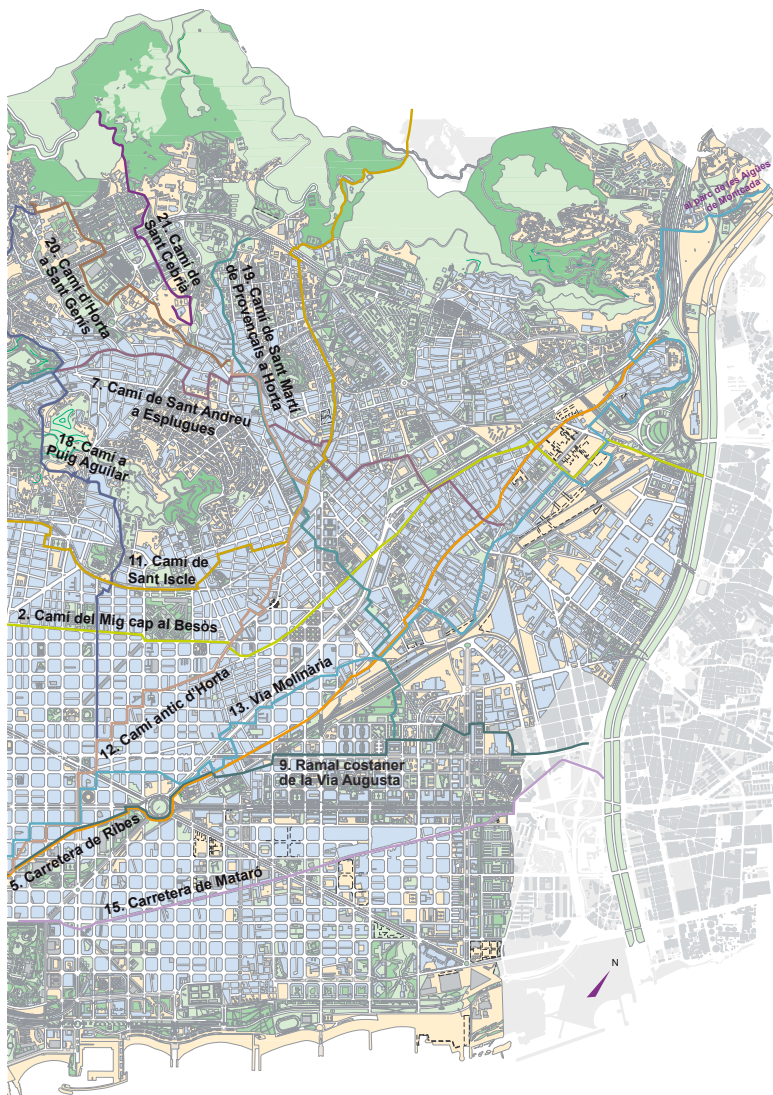 al parc de les Aigües
de Montcada
21. Camí de
Sant Cebrià
20. Camí d'Horta
a Sant Genís
19. Camí de Sant Martí
de Provençals a Horta
7. Camí de Sant Andreu
a Esplugues
18. Camí a
Puig Aguilar
11. Camí de
Sant Iscle
2. Camí del Mig cap al Besòs
13. Via Molinària
12. Camí antic d'Horta
9. Ramal costaner
de la Via Augusta
5. Carretera de Ribes
15. Carretera de Mataró
N